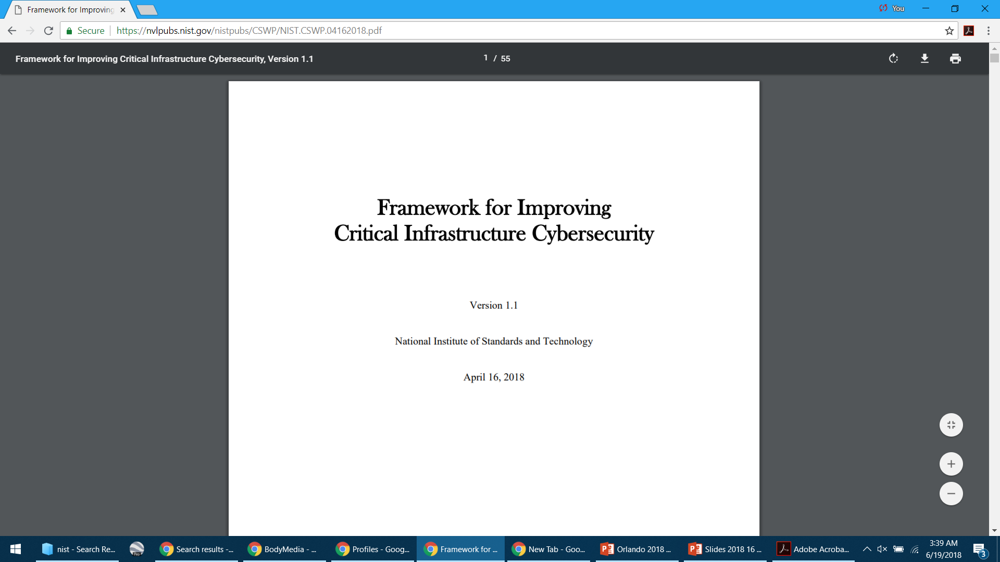 Framework for Improving
You
Secure
https://nvlpubs.nist.gov/nistpubs/CSWP/NIST.CSWP.04162018.pdf
Framework for Improving Critical Infrastructure Cybersecurity, Version 1.1
1 / 55
Framework for Improving
Critical Infrastructure Cybersecurity
Version 1.1
National Institute of Standards and Technology
April 16, 2018
nist - Search Re...
Pro
Search results -...
BodyMedia - ...
Profiles - Goog...
Framework for ...
New Tab - Goo...
Orlando 2018 ...
Slides 2018 16 ...
Adobe Acroba...
3:39 AM
6/19/2018
3